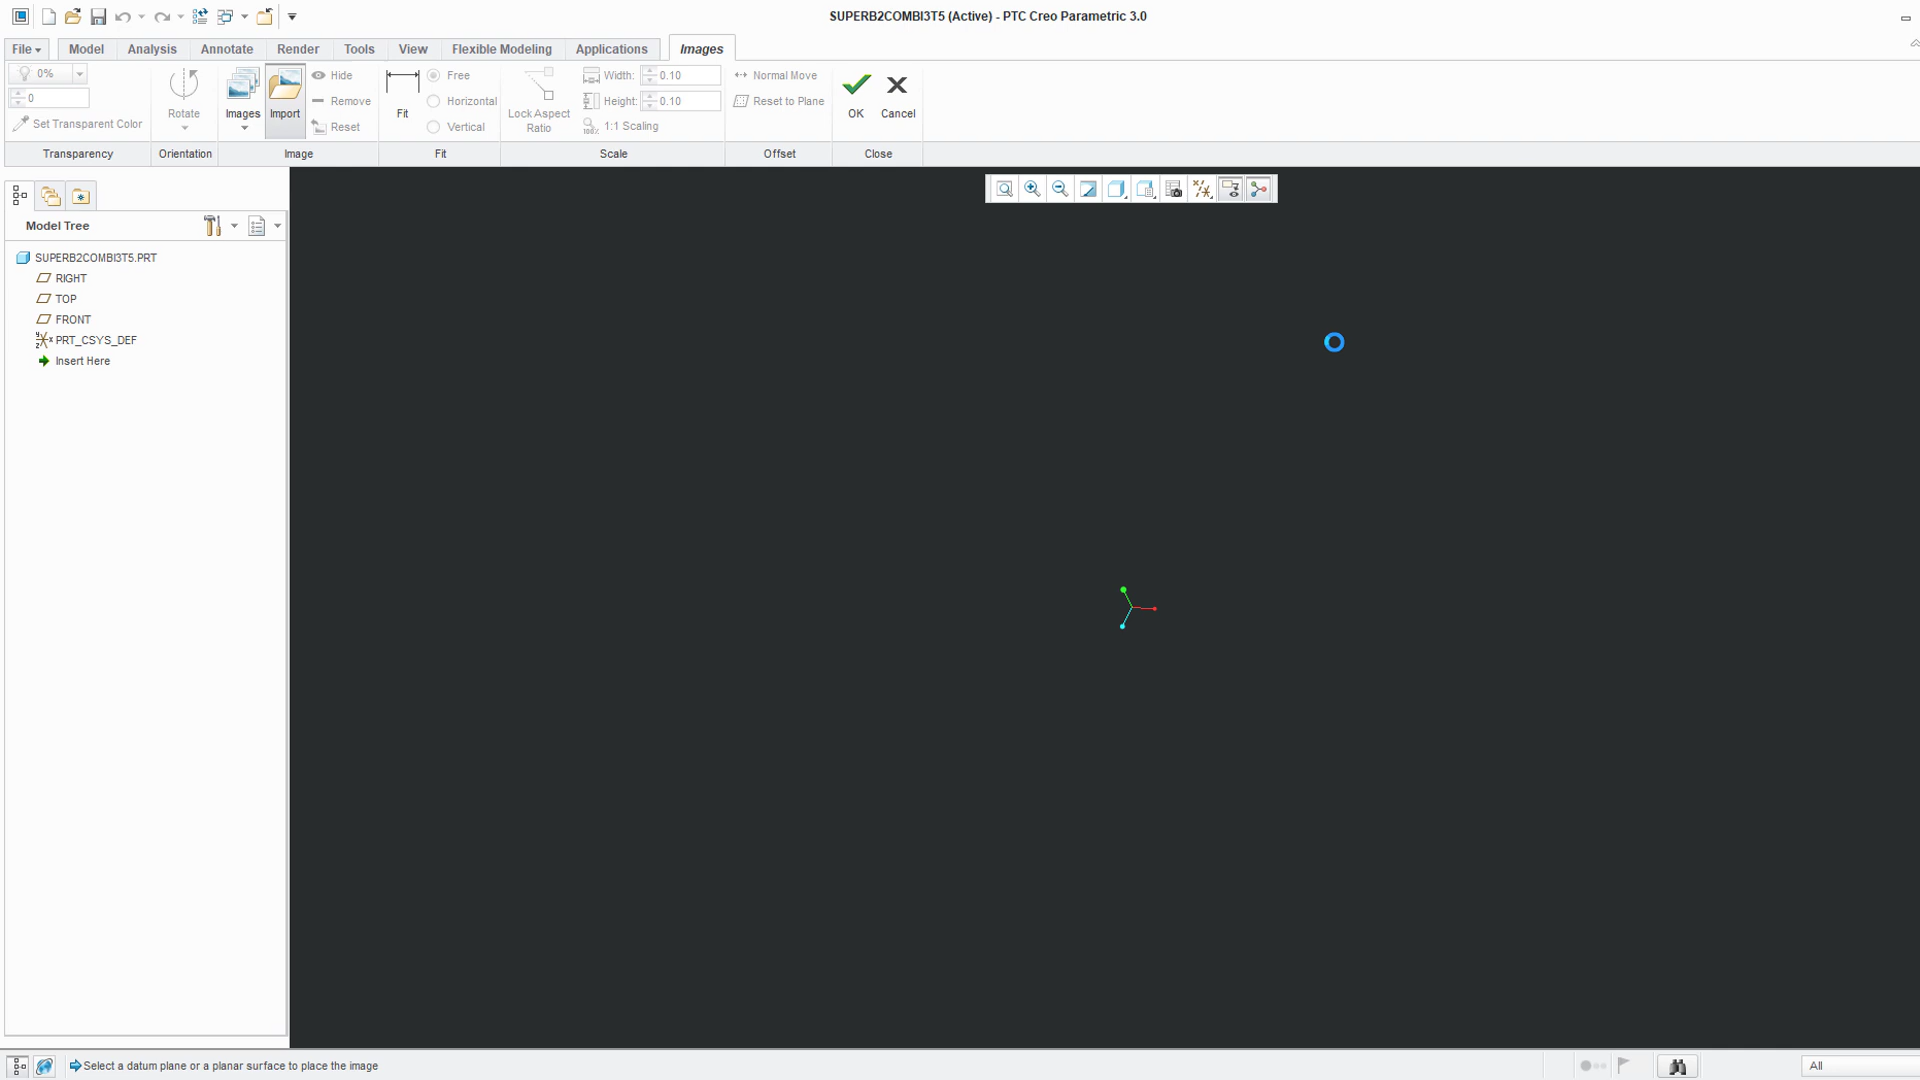 SUPERB2COMBI3T5 (Active) - PTC Creo Parametric 3.0
File Model Analysis Annotate Render Tools View Flexible Modeling Applications Images
0%
0
Set Transparent Color
Transparency
Rotate
Orientation
Images
Import
Hide
Remove
Reset
Image
Fit
Free
Horizontal
Vertical
Fit
Lock Aspect
Ratio
Width: 0.10
Height: 0.10
100%
1:1 Scaling
Scale
Normal Move
Reset to Plane
Offset
OK
Cancel
Close
Model Tree
SUPERB2COMBI3T5.PRT
RIGHT
TOP
FRONT
PRT_CSYS_DEF
Insert Here
Select a datum plane or a planar surface to place the image
All